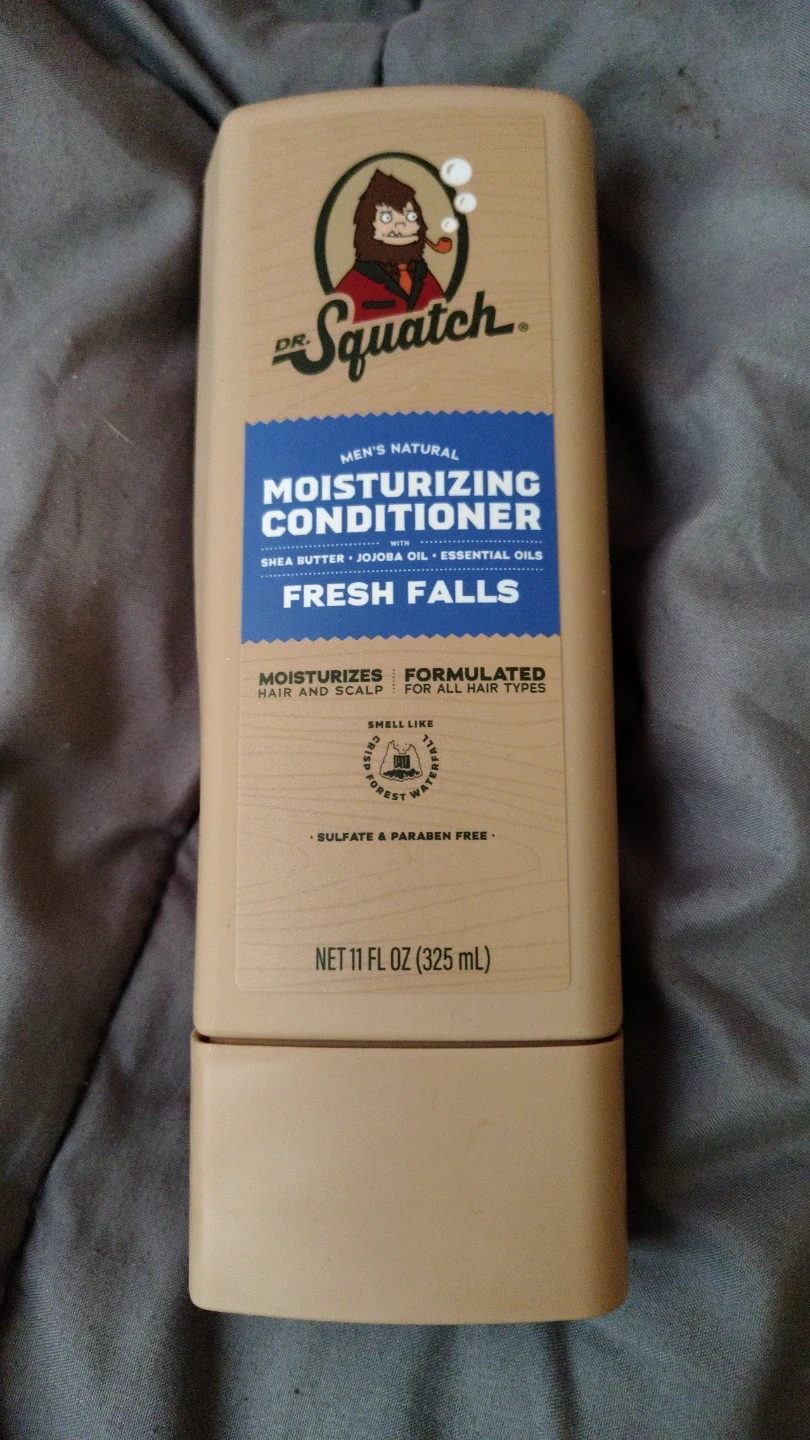 DR. Squatch®
MEN'S NATURAL
MOISTURIZING
CONDITIONER
WITH
SHEA BUTTER • JOJOBA OIL • ESSENTIAL OILS
FRESH FALLS
MOISTURIZES
HAIR AND SCALP
FORMULATED
FOR ALL HAIR TYPES
SMELL LIKE
CRISP FOREST WATERFALL
• SULFATE & PARABEN FREE •
NET 11 FL OZ (325 mL)